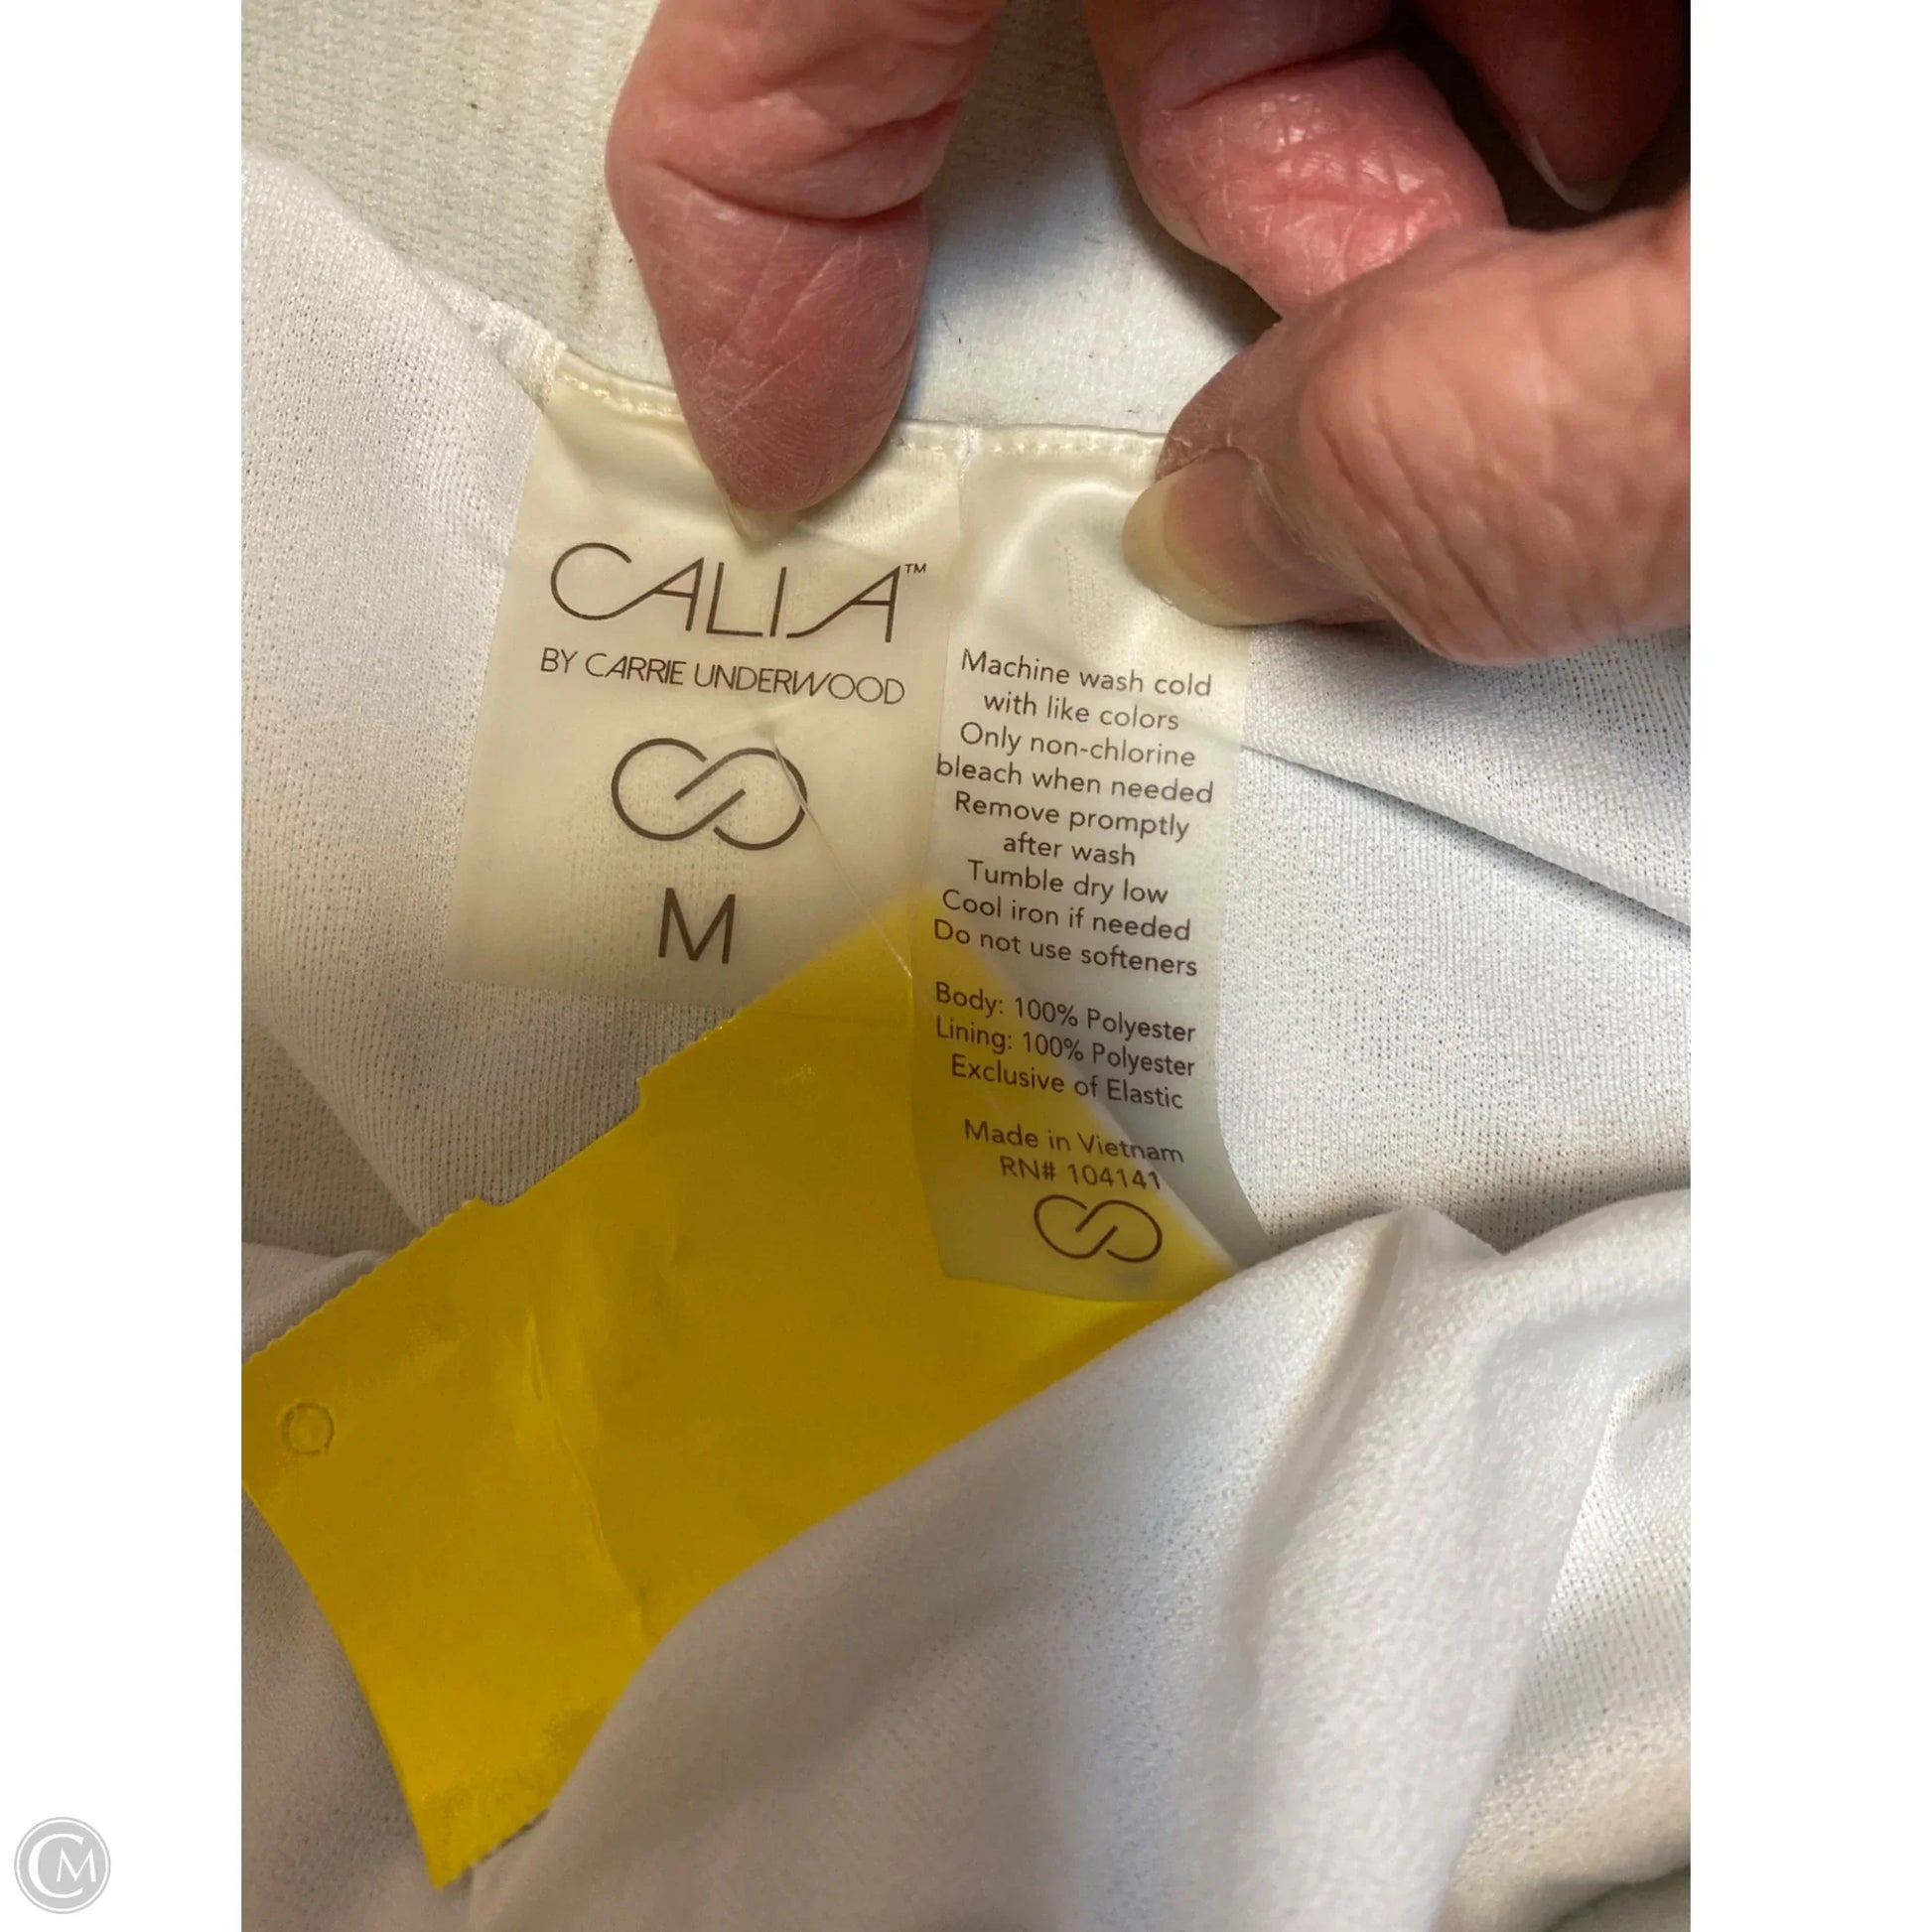 CALIA™
BY CARRIE UNDERWOOD
M
Machine wash cold
with like colors
Only non-chlorine
bleach when needed
Remove promptly
after wash
Tumble dry low
Cool iron if needed
Do not use softeners
Body: 100% Polyester
Lining: 100% Polyester
Exclusive of Elastic
Made in Vietnam
RN# 104141
CM